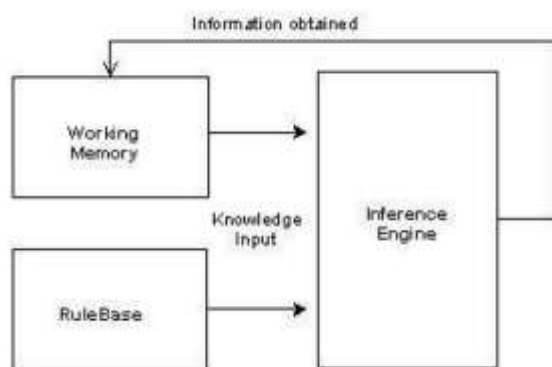 Information obtained
Working
Memory
Knowledge
Input
Inference
Engine
RuleBase